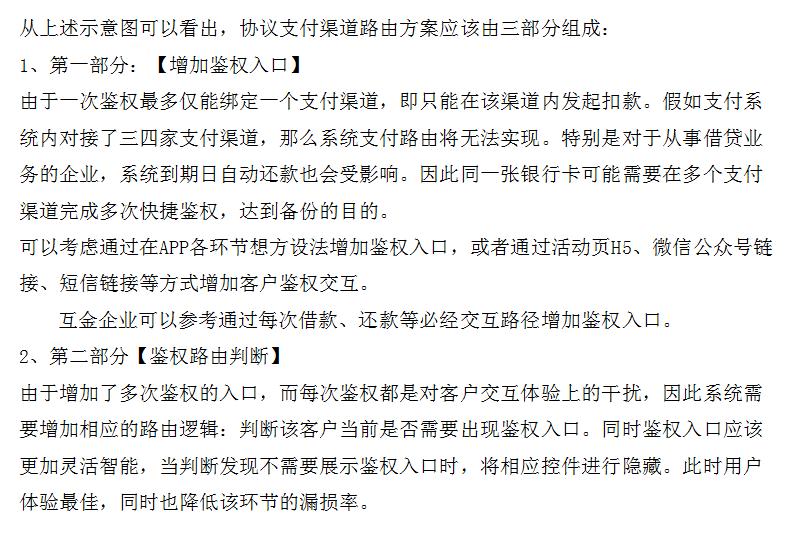 从上述示意图可以看出，协议支付渠道路由方案应该由三部分组成：
1、第一部分：【增加鉴权入口】
由于一次鉴权最多仅能绑定一个支付渠道，即只能在该渠道内发起扣款。假如支付系
统内对接了三四家支付渠道，那么系统支付路由将无法实现。特别是对于从事借贷业
务的企业，系统到期日自动还款也会受影响。因此同一张银行卡可能需要在多个支付
渠道完成多次快捷鉴权，达到备份的目的。
可以考虑通过在APP各环节想方设法增加鉴权入口，或者通过活动页H5、微信公众号链
接、短信链接等方式增加客户鉴权交互。
互金企业可以参考通过每次借款、还款等必经交互路径增加鉴权入口。
2、第二部分【鉴权路由判断】
由于增加了多次鉴权的入口，而每次鉴权都是对客户交互体验上的干扰，因此系统需
要增加相应的路由逻辑：判断该客户当前是否需要出现鉴权入口。同时鉴权入口应该
更加灵活智能，当判断发现不需要展示鉴权入口时，将相应控件进行隐藏。此时用户
体验最佳，同时也降低该环节的漏损率。